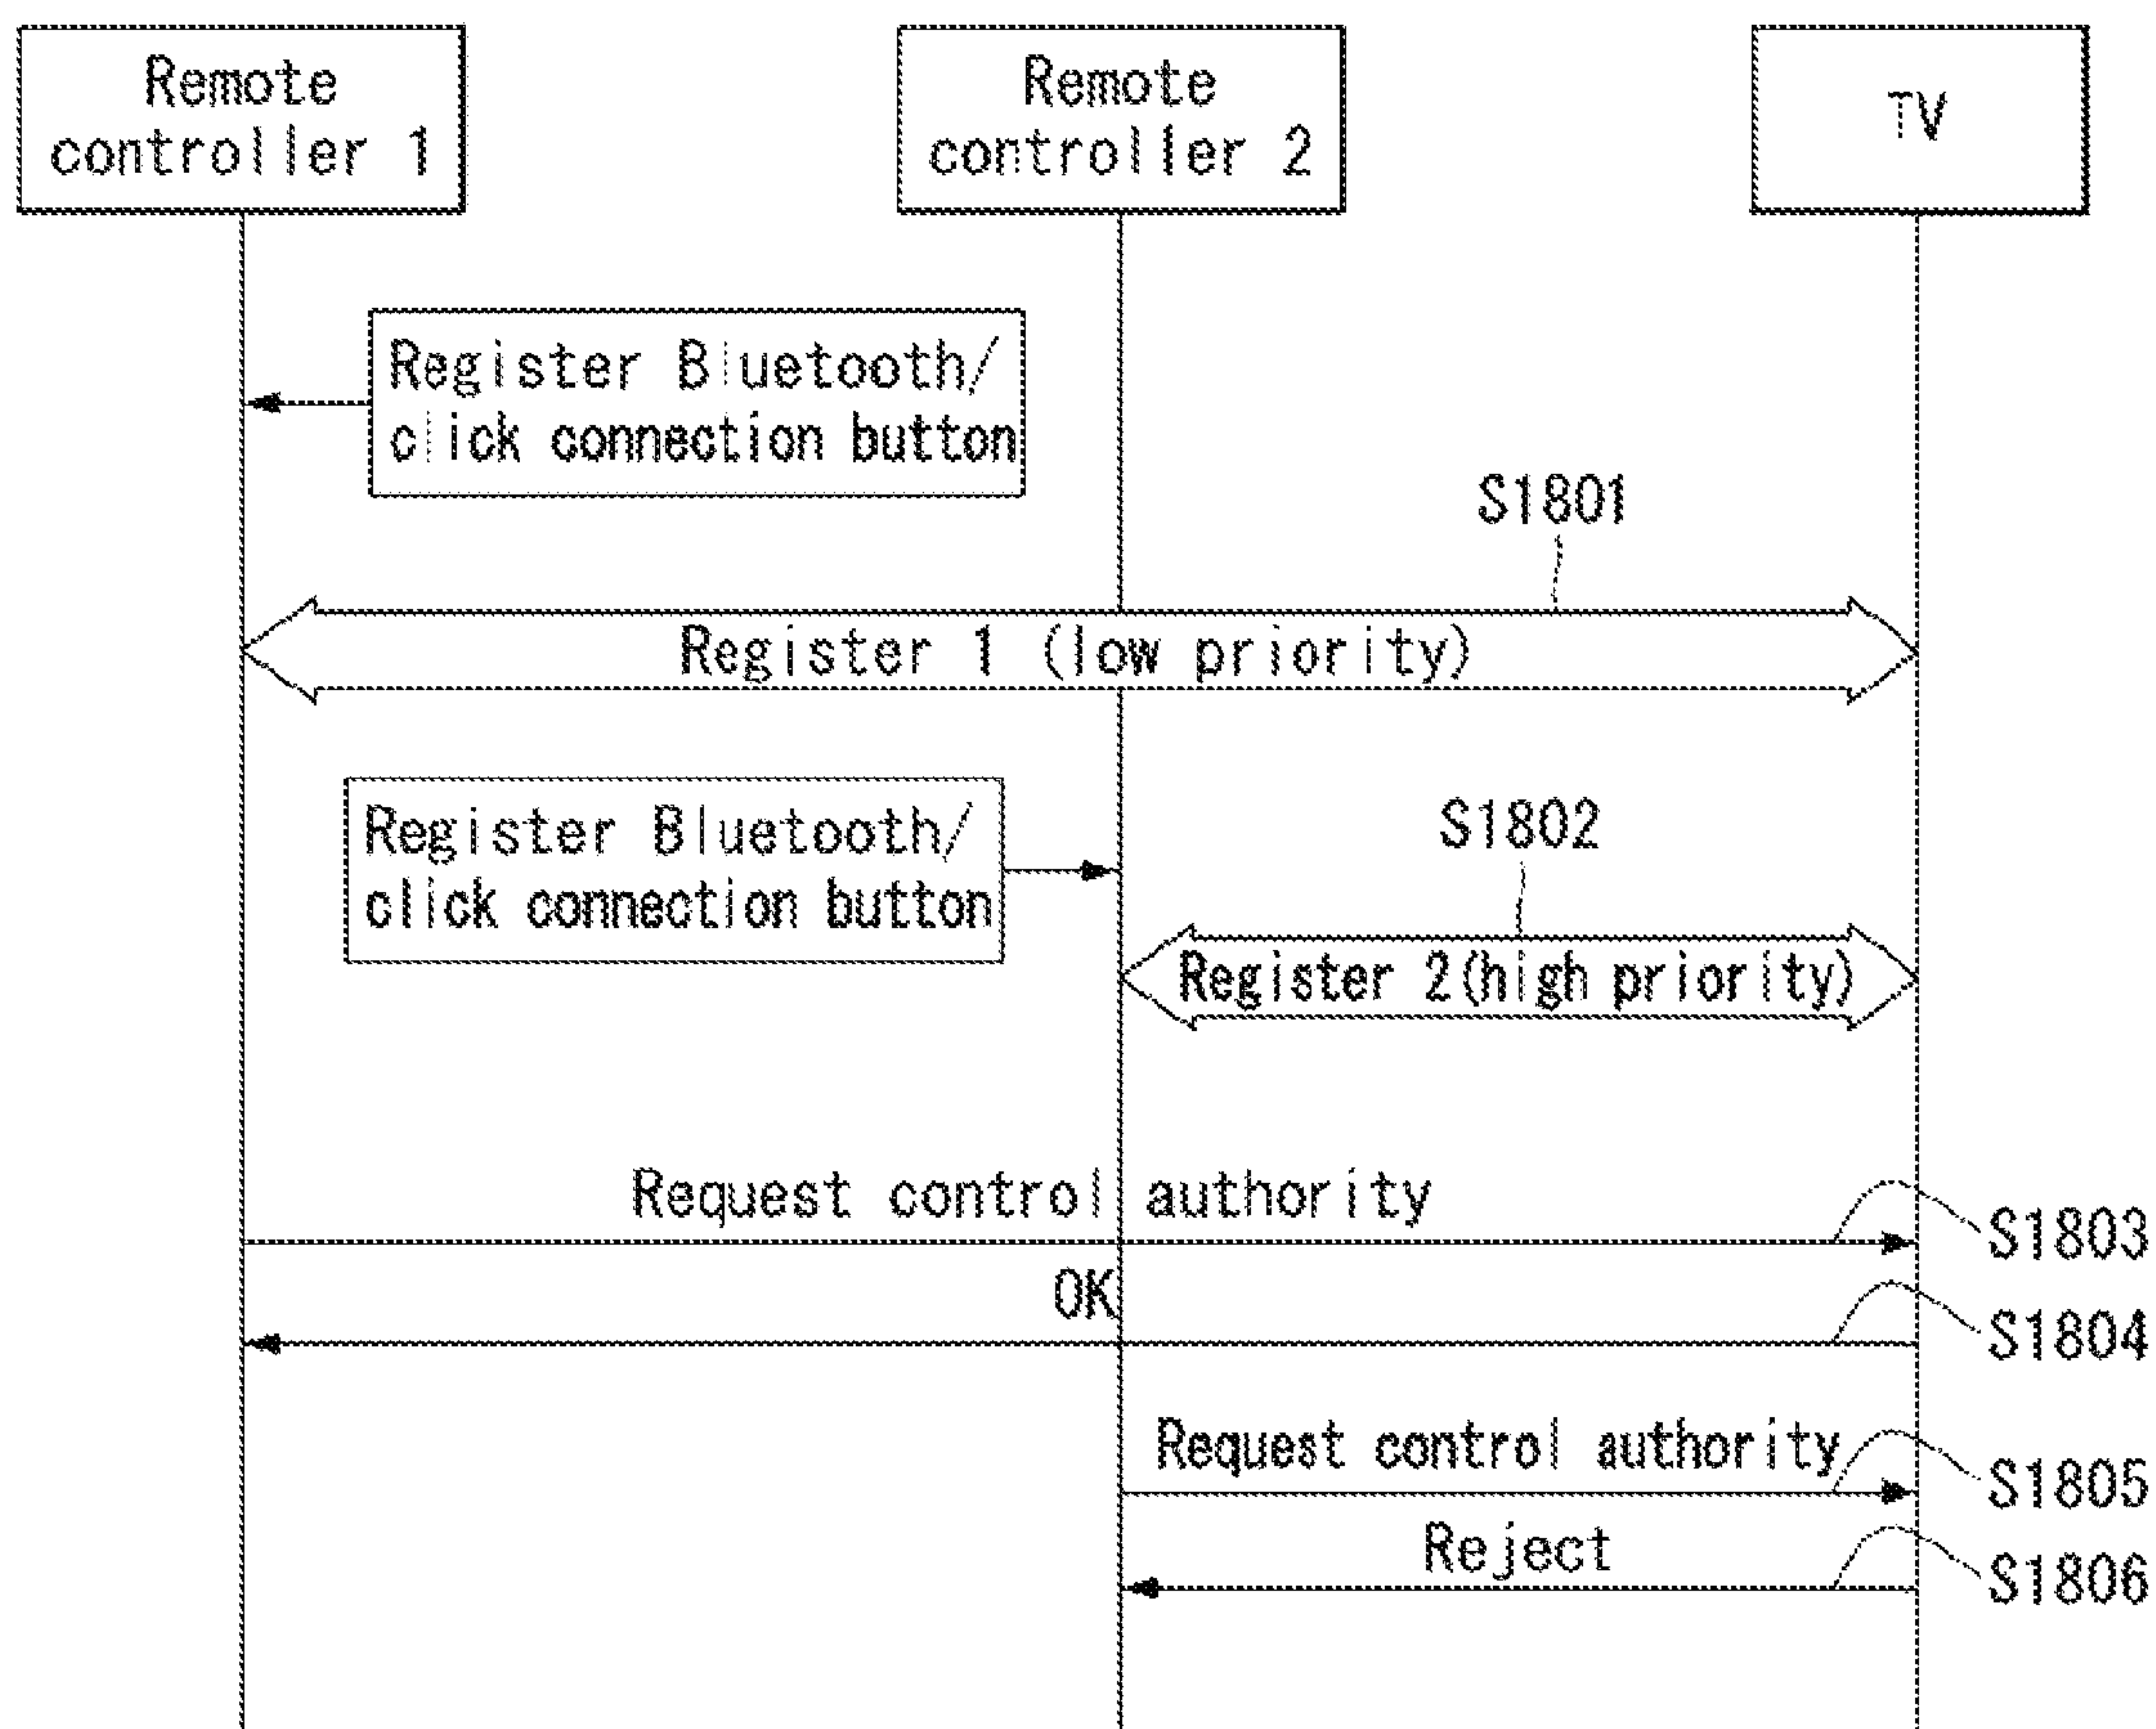 Remote
controller 1
Remote
controller 2
TV
Register Bluetooth/
click connection button
S1801
Register 1 (low priority)
Register Bluetooth/
click connection button
S1802
Register 2(high priority)
Request control authority
S1803
OK
S1804
Request control authority
S1805
Reject
S1806